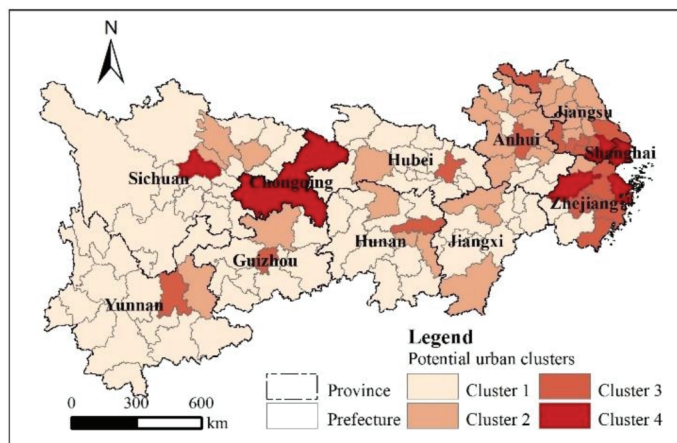 N
Jiangsu
Anhui
Shanghai
Hubei
Sichuan
Chongqing
Zhejiang
Hunan
Jiangxi
Guizhou
Yunnan
Legend
Potential urban clusters
Province
Cluster 1
Cluster 3
Prefecture
Cluster 2
Cluster 4
0 300 600
km